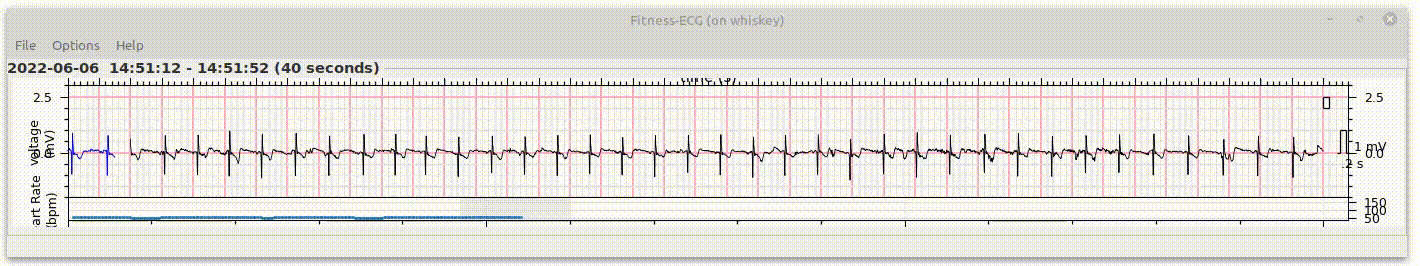 Fitness-ECG (on whiskey)
File Options Help
2022-06-06 14:51:12 - 14:51:52 (40 seconds)
2.5
2.5
voltage
(mV)
1 mV
0.0
.2 s
art Rate
(bpm)
150
100
50